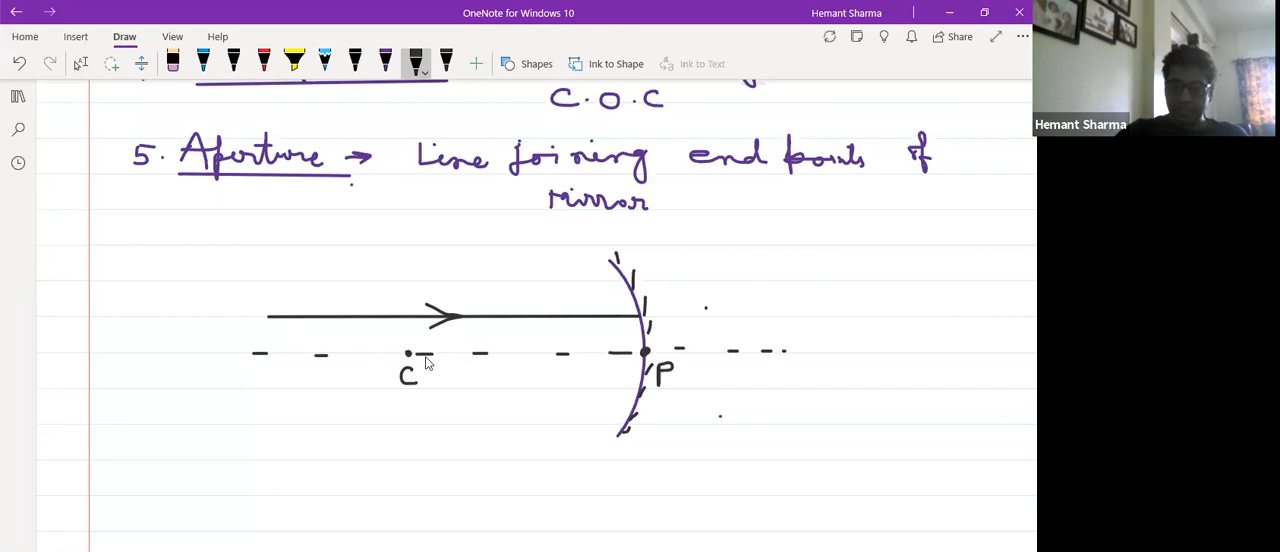 OneNote for Windows 10
Hemant Sharma
Home Insert Draw View Help
Share
Shapes
Ink to Shape
Ink to Text
C.O.C
5. Aperture → Line joining end points of
mirror
C
P
Hemant Sharma